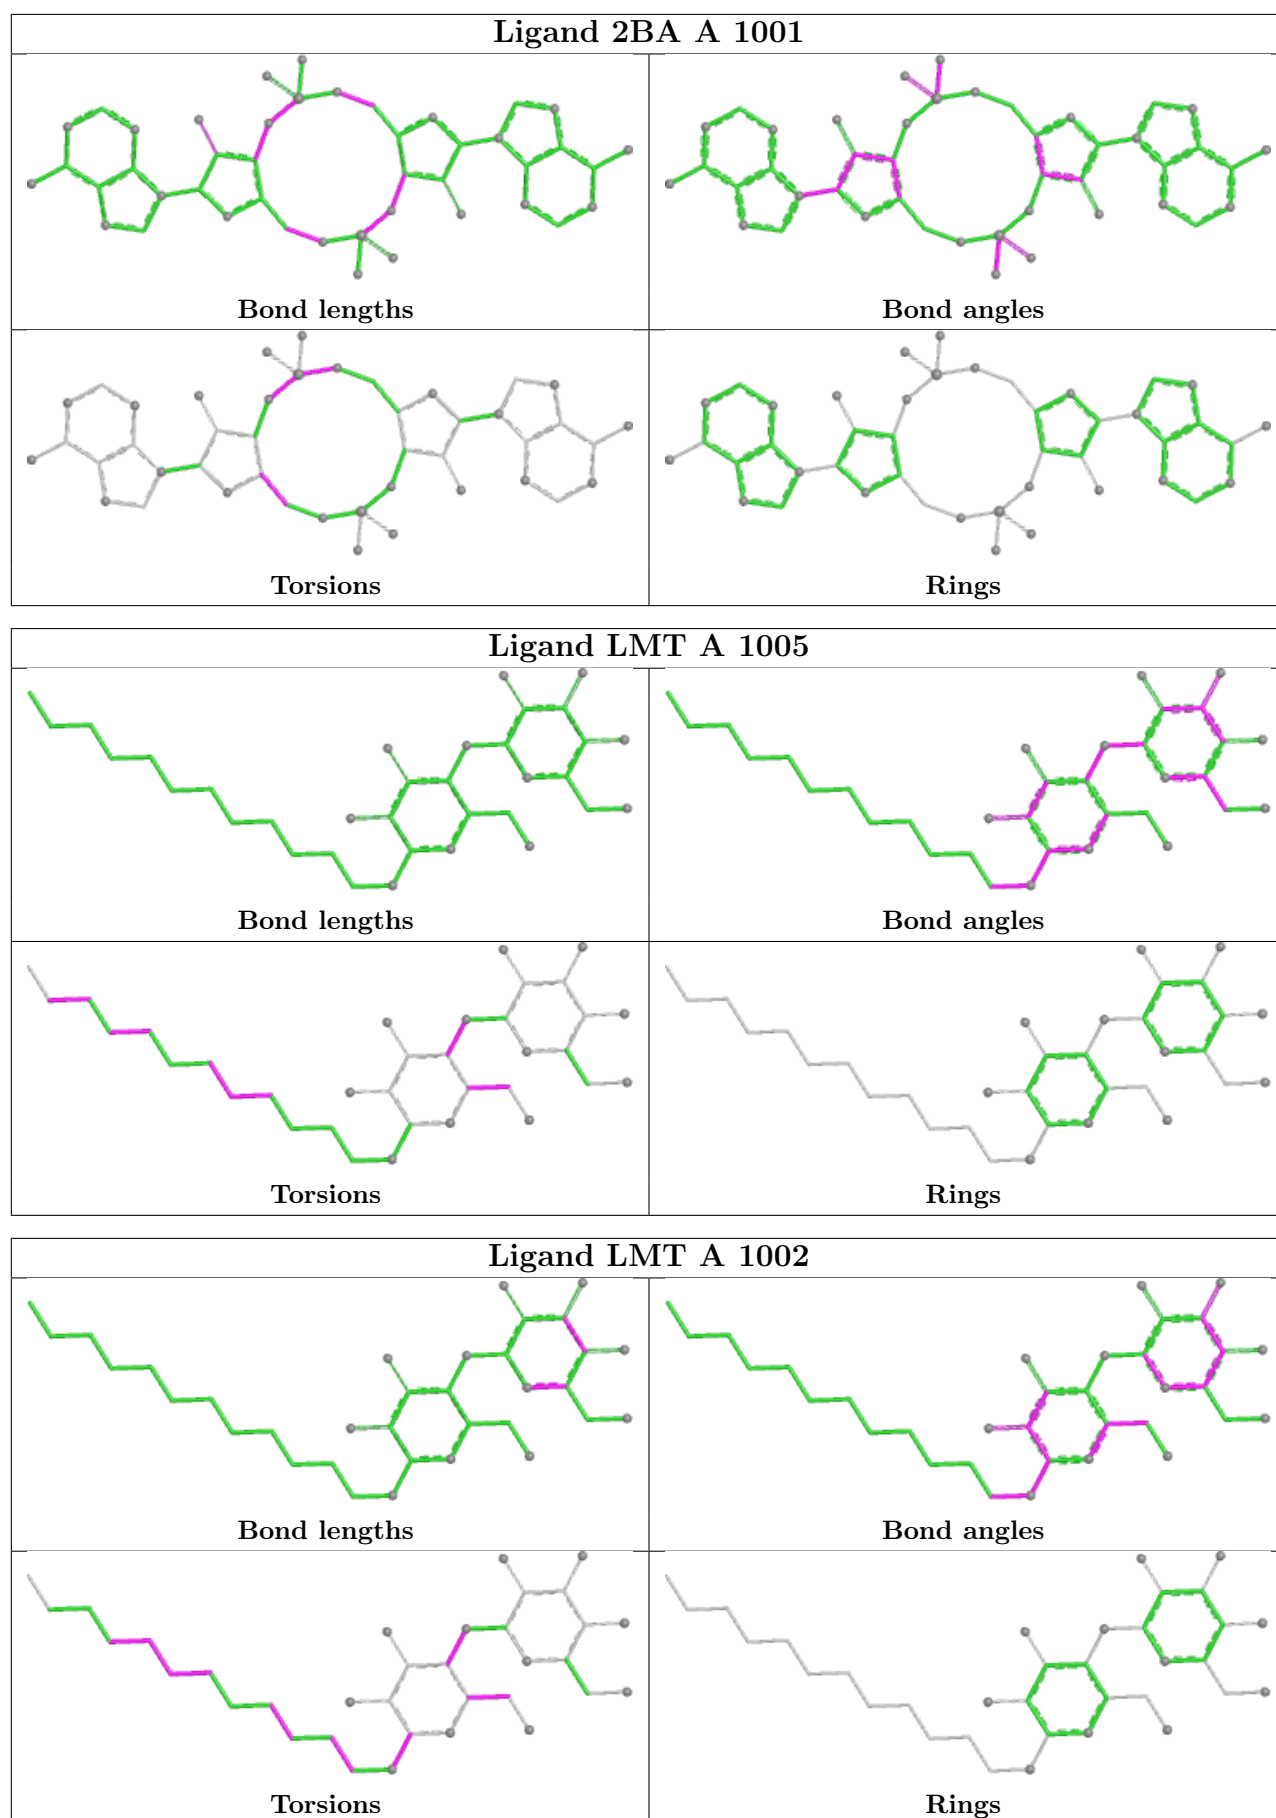 Ligand 2BA A 1001
Bond lengths
Bond angles
Torsions
Rings
Ligand LMT A 1005
Bond lengths
Bond angles
Torsions
Rings
Ligand LMT A 1002
Bond lengths
Bond angles
Torsions
Rings